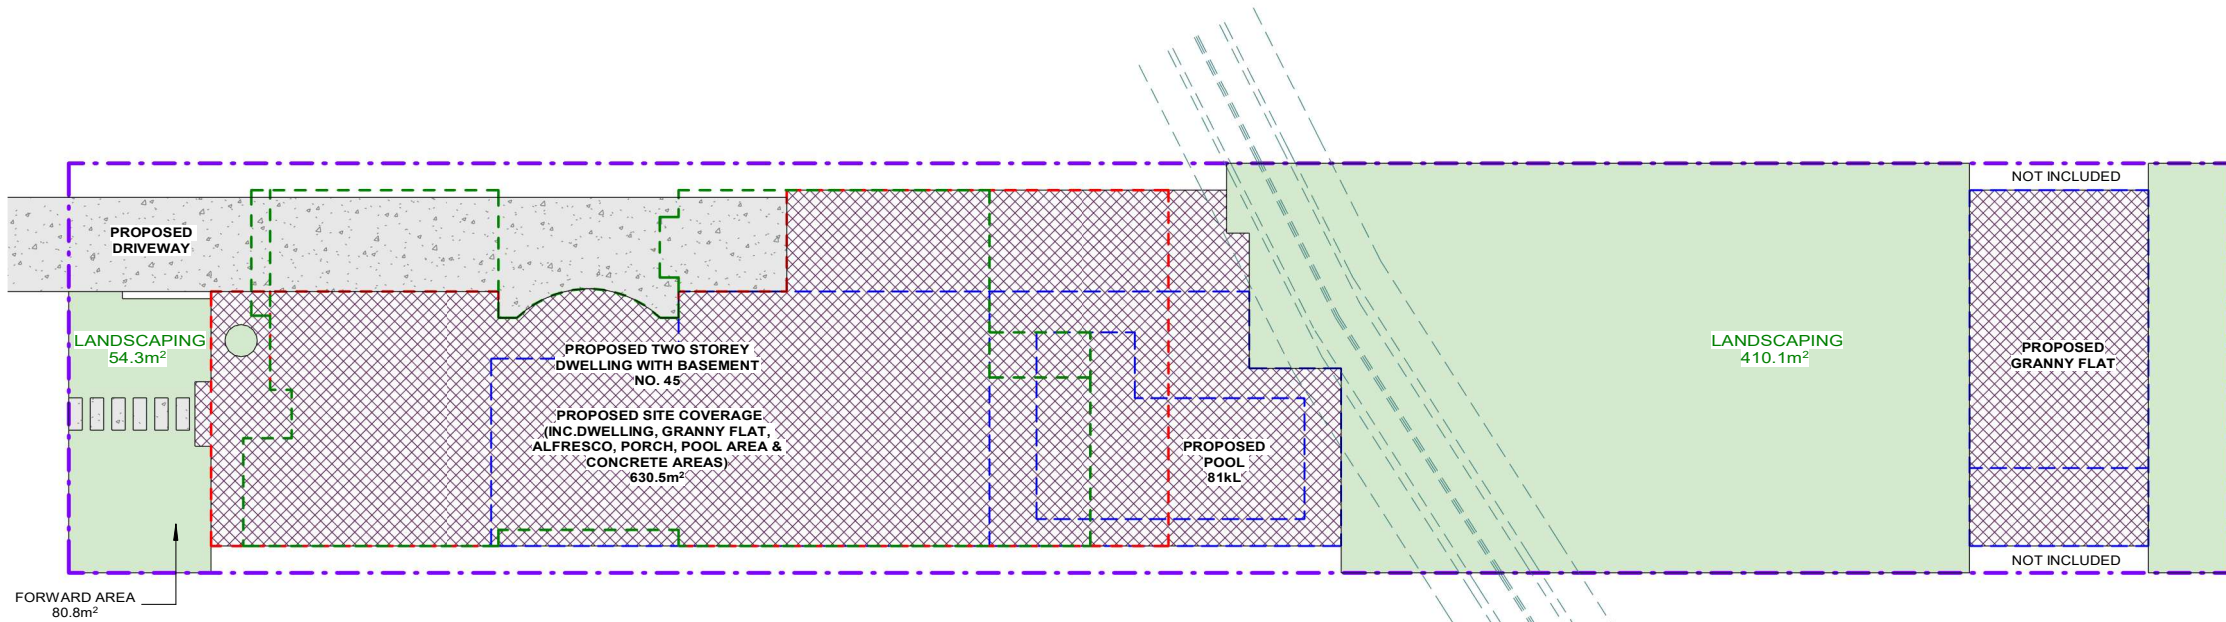 NOT INCLUDED
PROPOSED
DRIVEWAY
LANDSCAPING
54.3m²
PROPOSED TWO STOREY
DWELLING WITH BASEMENT
NO. 45
PROPOSED SITE COVERAGE
(INC.DWELLING, GRANNY FLAT,
ALFRESCO, PORCH, POOL AREA &
CONCRETE AREAS)
630.5m²
PROPOSED
POOL
81kL
LANDSCAPING
410.1m²
PROPOSED
GRANNY FLAT
NOT INCLUDED
FORWARD AREA
80.8m²